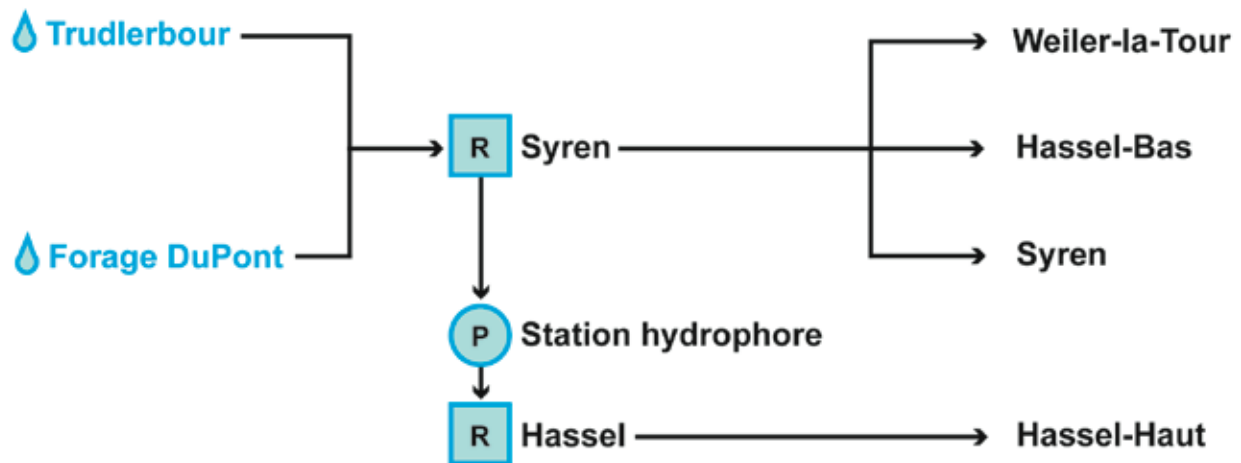 Trudlerbour
Weiler-la-Tour
R Syren
Hassel-Bas
Forage DuPont
Syren
P Station hydrophore
R Hassel
Hassel-Haut